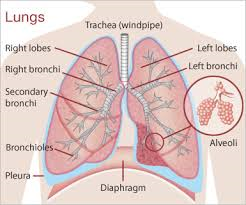 Lungs
Trachea (windpipe)
Right lobes
Left lobes
Right bronchi
Left bronchi
Secondary
bronchi
Bronchioles
Alveoli
Pleura
Diaphragm